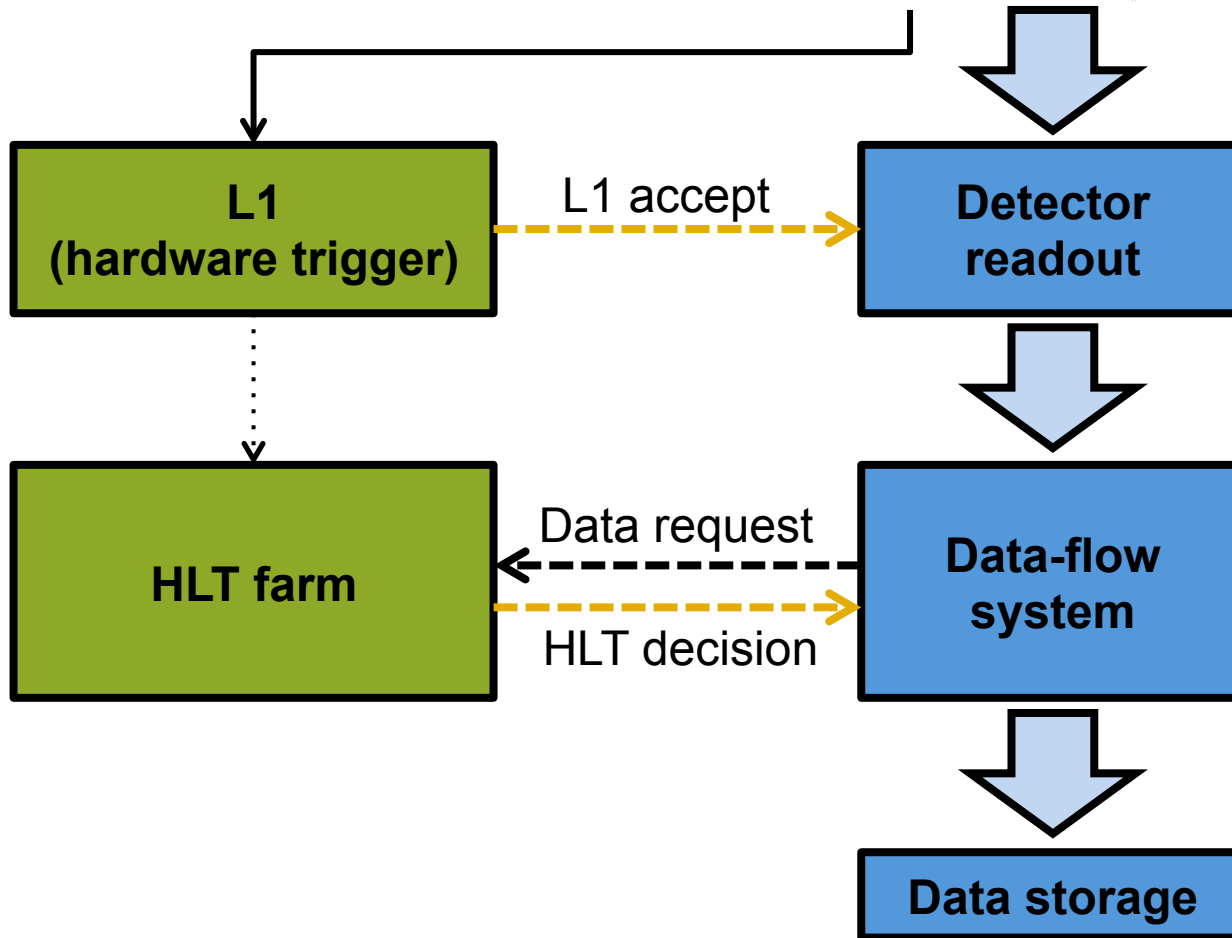 L1
(hardware trigger)
L1 accept
Detector
readout
HLT farm
Data request
HLT decision
Data-flow
system
Data storage